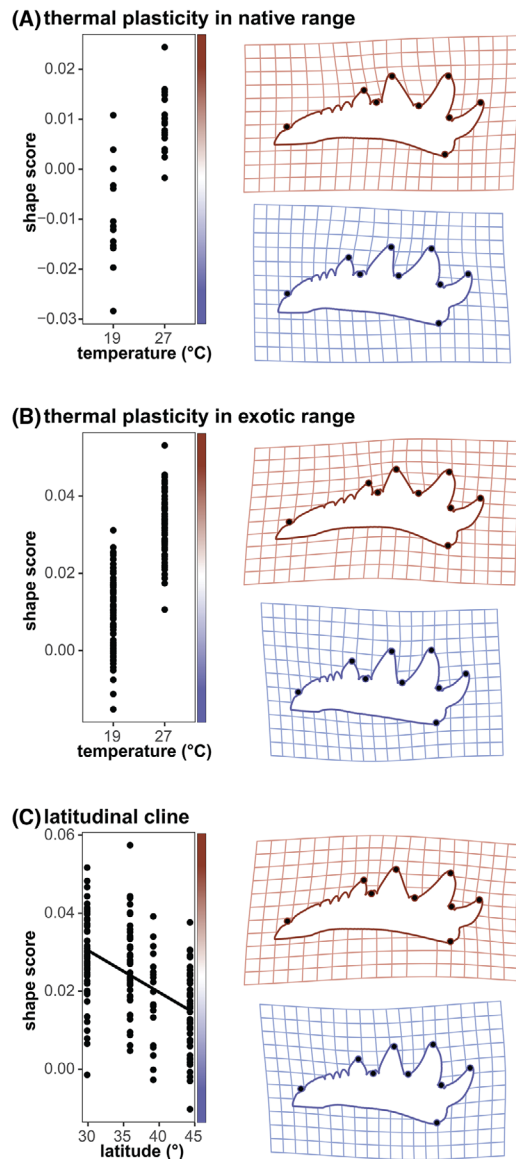 (A) thermal plasticity in native range
shape score
0.02
0.01
0.00
−0.01
−0.02
−0.03
19
27
temperature (°C)
(B) thermal plasticity in exotic range
shape score
0.04
0.02
0.00
19
27
temperature (°C)
(C) latitudinal cline
shape score
0.06
0.04
0.02
0.00
30 35 40 45
latitude (°)